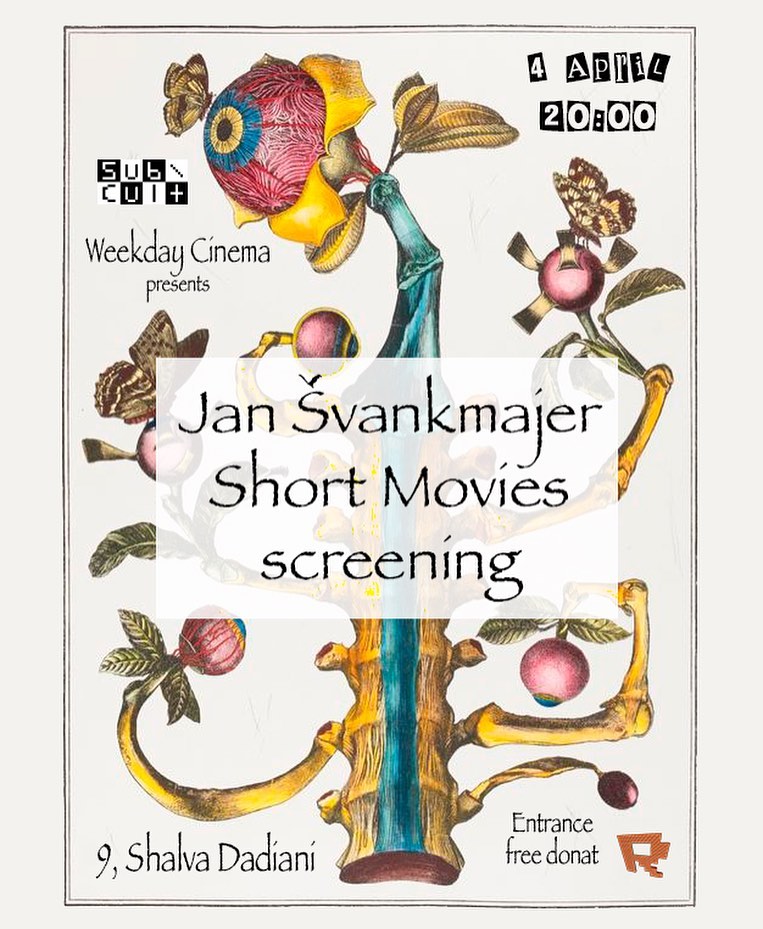 4 April
20:00
Sub\
cult
Weekday Cinema
presents
Jan Švankmajer
Short Movies
screening
9, Shalva Dadiani
Entrance
free donat
R